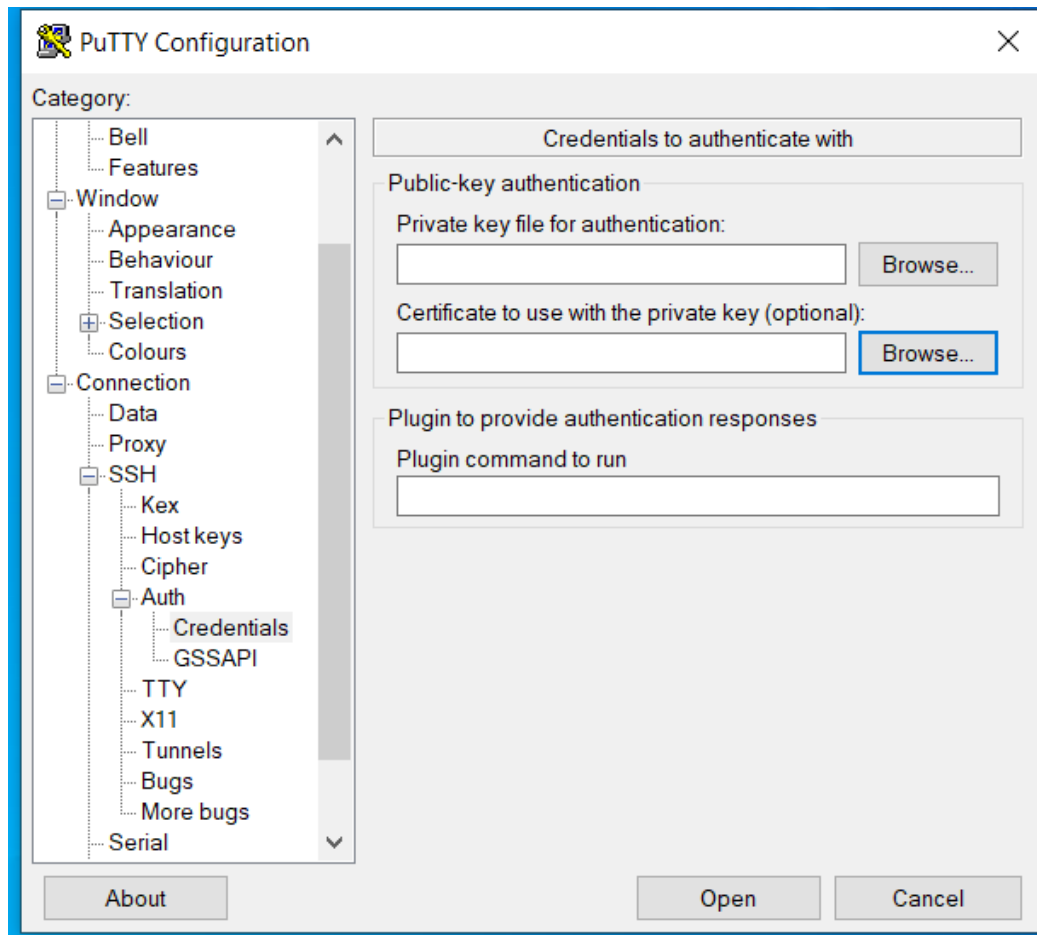 PuTTY Configuration
Category:
Bell
Features
Window
Appearance
Behaviour
Translation
Selection
Colours
Connection
Data
Proxy
SSH
Kex
Host keys
Cipher
Auth
Credentials
GSSAPI
TTY
X11
Tunnels
Bugs
More bugs
Serial
Credentials to authenticate with
Public-key authentication
Private key file for authentication:
Browse...
Certificate to use with the private key (optional):
Browse...
Plugin to provide authentication responses
Plugin command to run
About
Open
Cancel